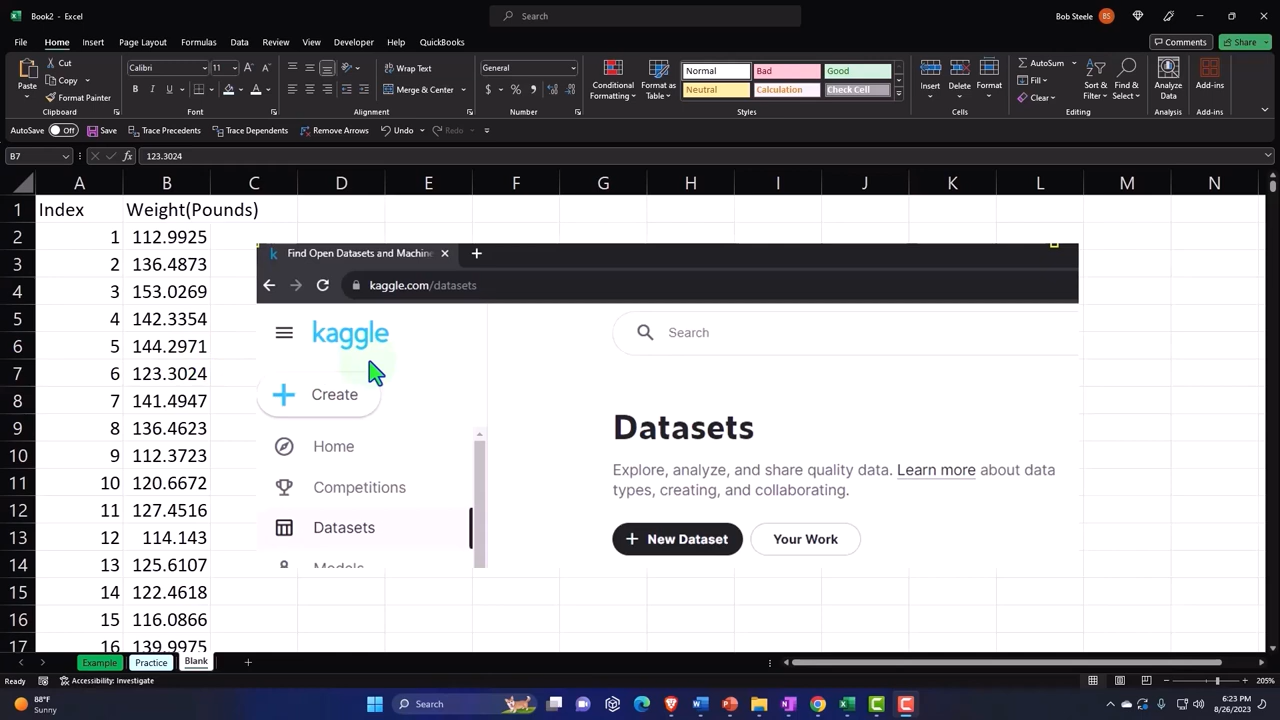 Book2 - Excel
Search
Bob Steele
BS
File Home Insert Page Layout Formulas Data Review View Developer Help QuickBooks
Comments
Share
Paste
Cut
Copy
Format Painter
Clipboard
Calibri
11
B I U
Font
Wrap Text
Merge & Center
Alignment
General
$ % 9
Number
Conditional
Formatting
Format as
Table
Normal
Bad
Good
Neutral
Calculation
Check Cell
Styles
Insert
Delete
Format
Cells
AutoSum
Fill
Clear
Sort &
Filter
Find &
Select
Editing
Analyze
Data
Analysis
Add-ins
Add-ins
AutoSave Off Save Trace Precedents Trace Dependents Remove Arrows Undo Redo
B7
fx
123.3024
A B C D E F G H I J K L M N
1 Index Weight(Pounds)
2 1 112.9925
3 2 136.4873
4 3 153.0269
5 4 142.3354
6 5 144.2971
7 6 123.3024
8 7 141.4947
9 8 136.4623
10 9 112.3723
11 10 120.6672
12 11 127.4516
13 12 114.143
14 13 125.6107
15 14 122.4618
16 15 116.0866
17 16 139.9975
k Find Open Datasets and Machine
kaggle.com/datasets
kaggle
Search
Create
Home
Competitions
Datasets
Models
Datasets
Explore, analyze, and share quality data. Learn more about data
types, creating, and collaborating.
+ New Dataset
Your Work
Example Practice Blank
Ready
Accessibility: Investigate
205%
88°F
Sunny
Search
6:23 PM
8/26/2023